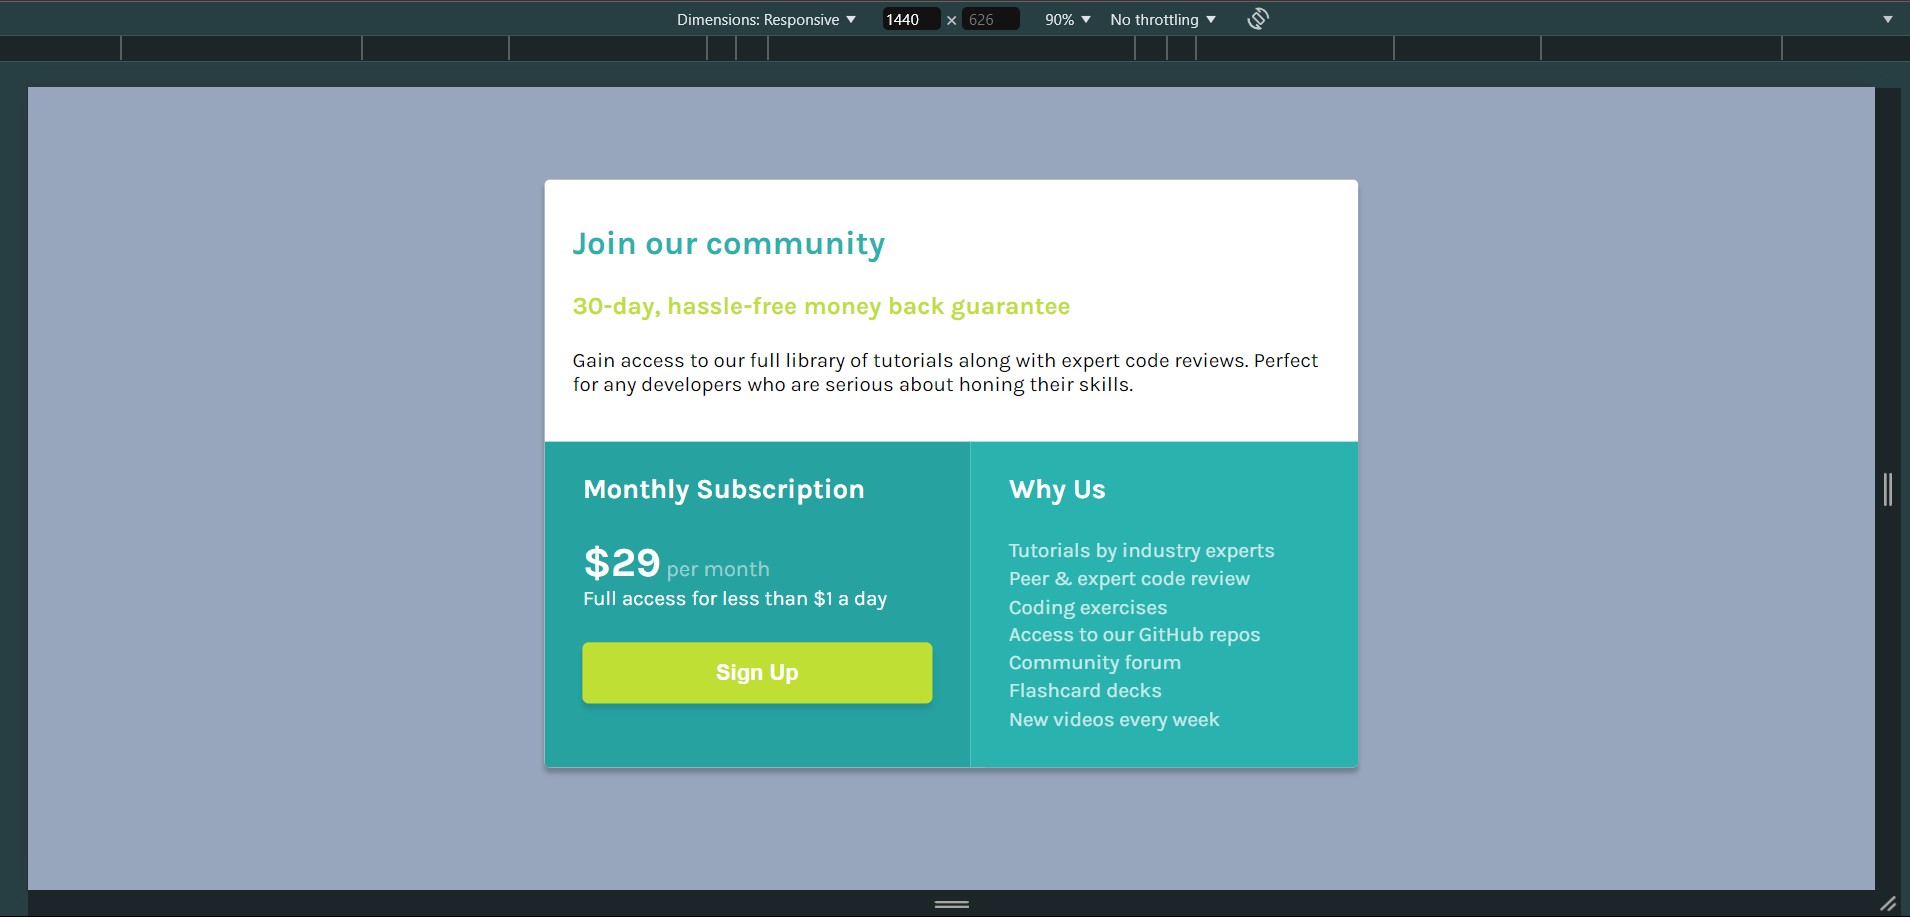 Dimensions: Responsive 1440 × 626 90% No throttling
Join our community
30-day, hassle-free money back guarantee
Gain access to our full library of tutorials along with expert code reviews. Perfect
for any developers who are serious about honing their skills.
Monthly Subscription
$29 per month
Full access for less than $1 a day
Sign Up
Why Us
Tutorials by industry experts
Peer & expert code review
Coding exercises
Access to our GitHub repos
Community forum
Flashcard decks
New videos every week